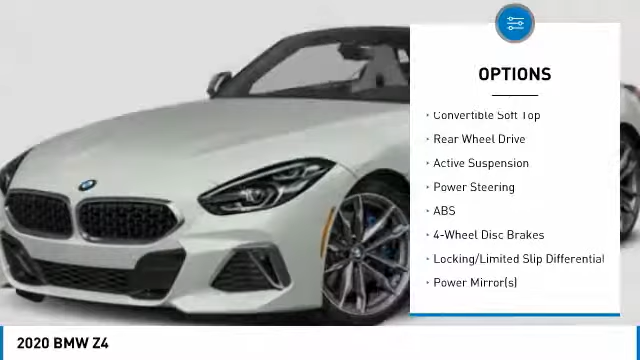 OPTIONS
· Convertible Soft Top
· Rear Wheel Drive
· Active Suspension
· Power Steering
· ABS
· 4-Wheel Disc Brakes
· Locking/Limited Slip Differential
· Power Mirror(s)
2020 BMW Z4